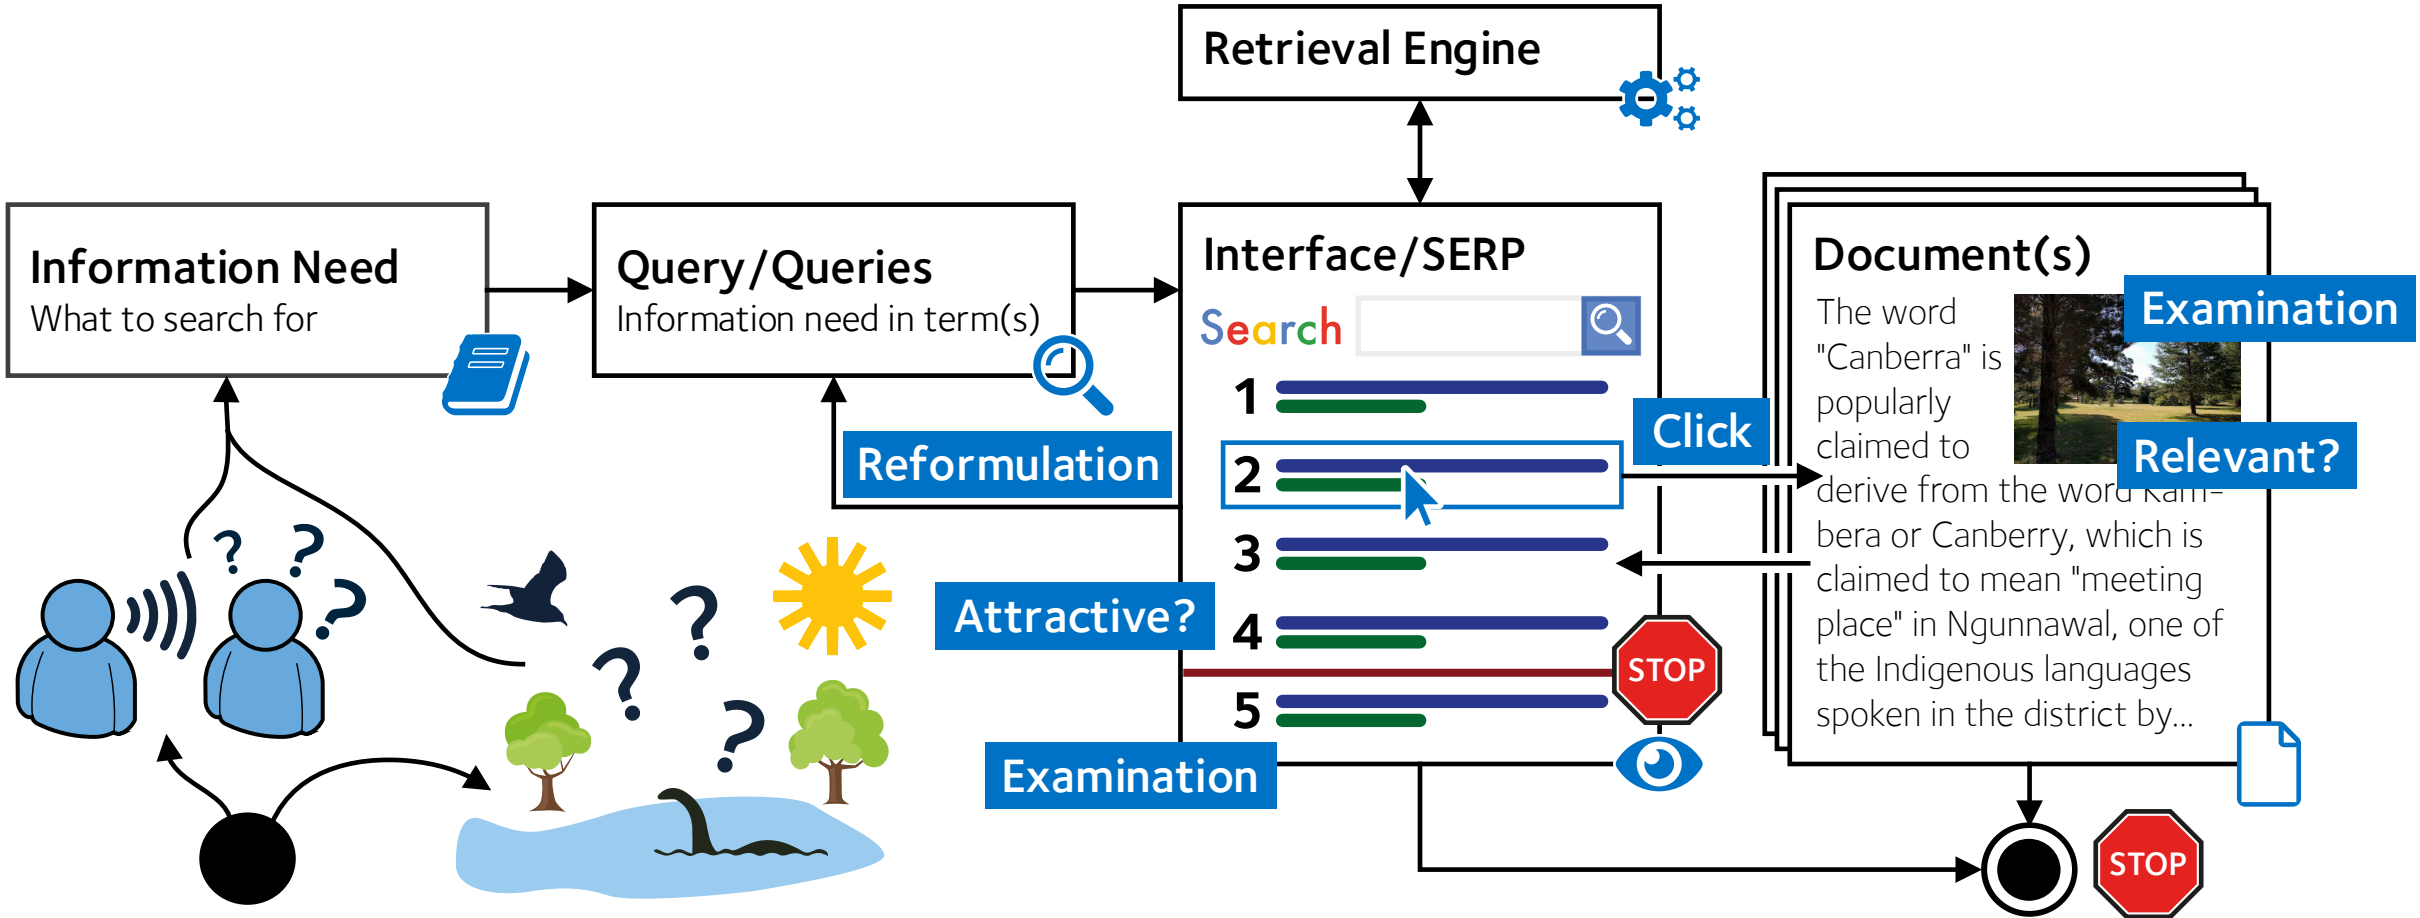 Retrieval Engine
Information Need
What to search for
Query/Queries
Information need in term(s)
Reformulation
Interface/SERP
Search
1
2
3
4
5
Attractive?
Examination
STOP
Click
Document(s)
Examination
Relevant?
The word
"Canberra" is
popularly
claimed to
derive from the word Kam-
bera or Canberry, which is
claimed to mean "meeting
place" in Ngunnawal, one of
the Indigenous languages
spoken in the district by...
STOP
? ? ?
? ? ?